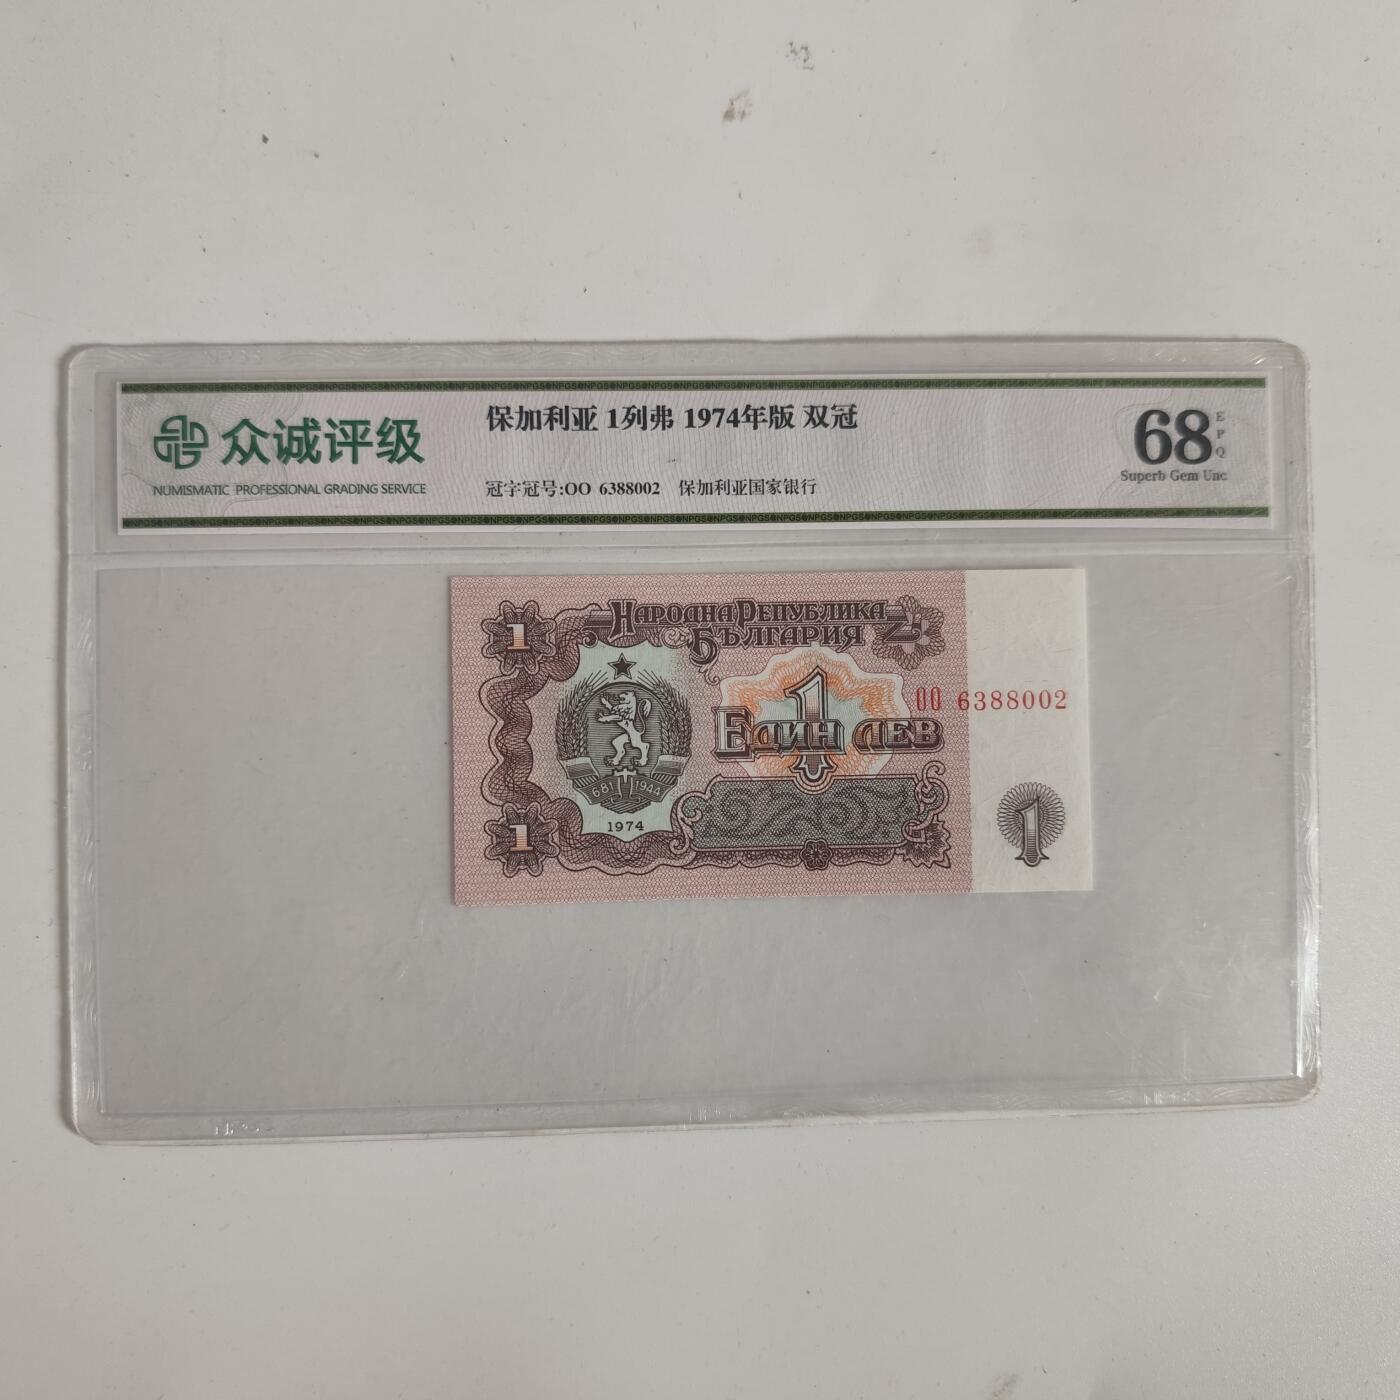 众诚评级
NUMISMATIC PROFESSIONAL GRADING SERVICE
保加利亚 1列弗 1974年版 双冠
冠字冠号:OO 6388002 保加利亚国家银行
68 EPQ
Superb Gem Unc
НАРОДНА РЕПУБЛИКА
БЪЛГАРИЯ
1
1
ЕДИН ЛЕВ
OO 6388002
681 1944
1974
1
1